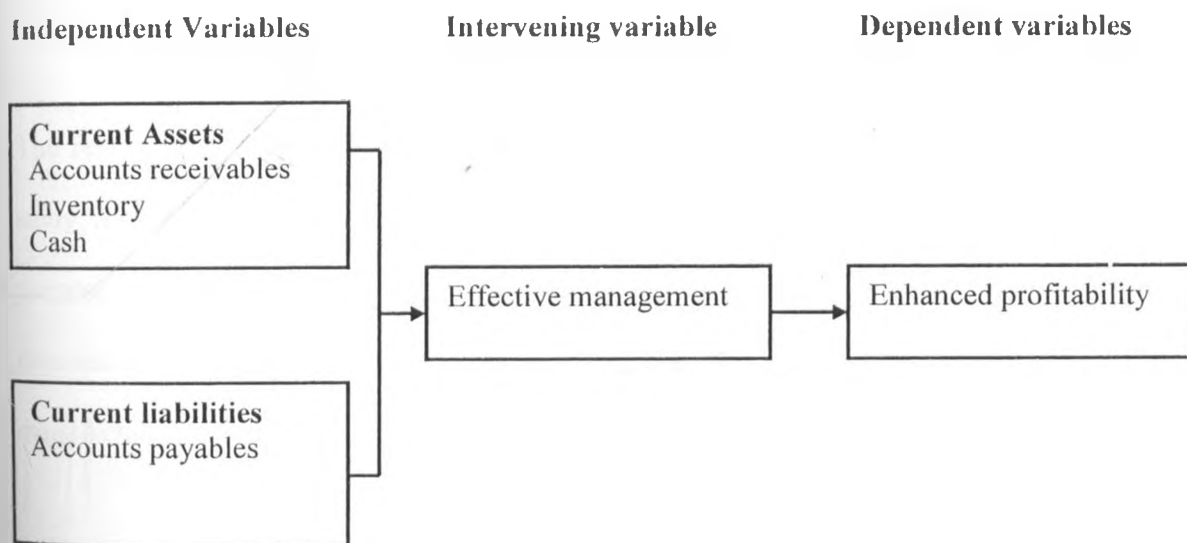 Independent Variables
Intervening variable
Dependent variables
Current Assets
Accounts receivables
Inventory
Cash
Effective management
Enhanced profitability
Current liabilities
Accounts payables